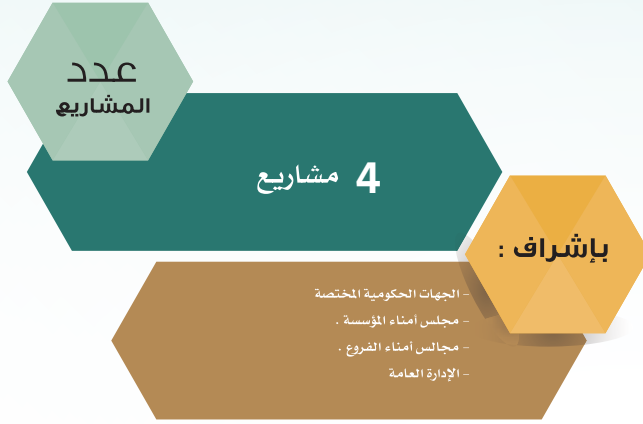 عدد
المشاريع
4 مشاريع
بإشراف :
- الجهات الحكومية المختصة
- مجلس أمناء المؤسسة .
- مجالس أمناء الفروع .
- الإدارة العامة